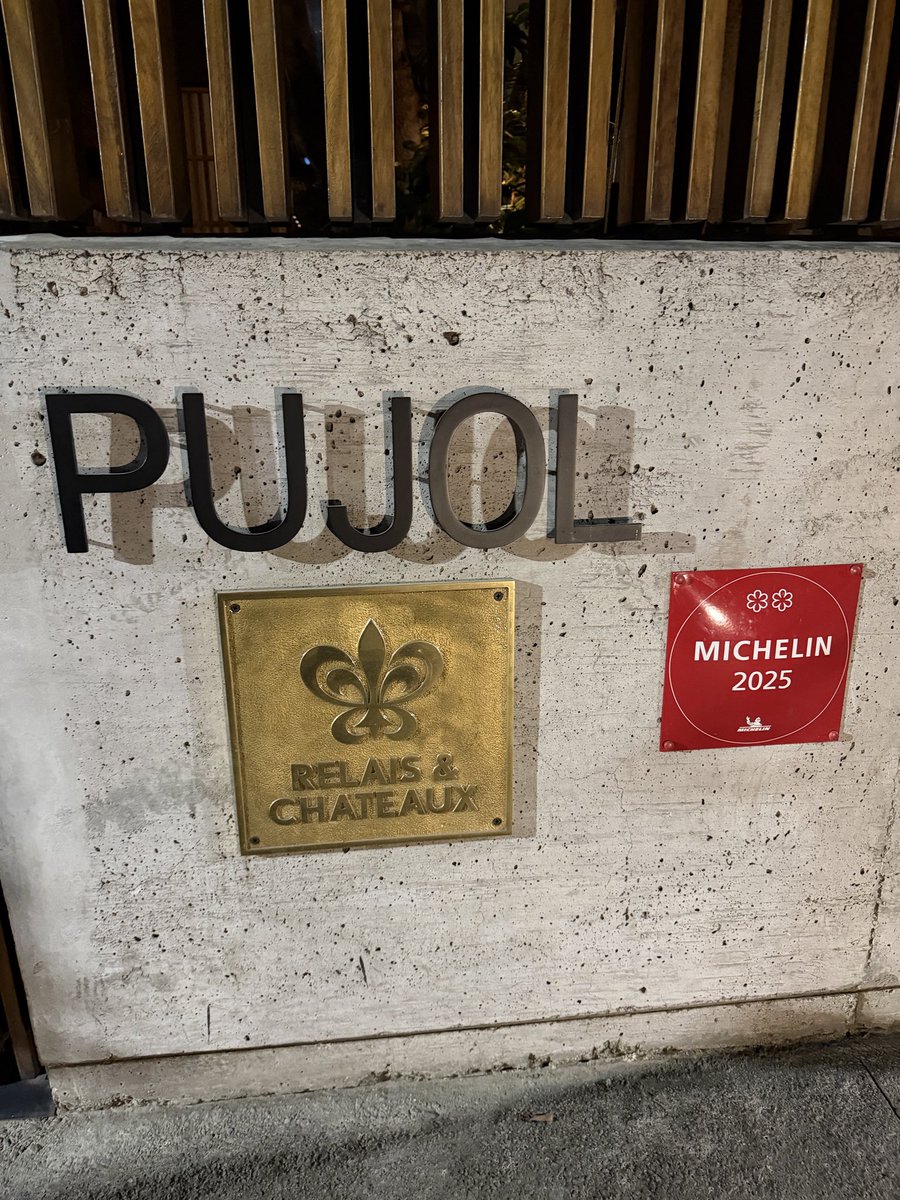 PUJOL
RELAIS &
CHATEAUX
MICHELIN
2025
MICHELIN